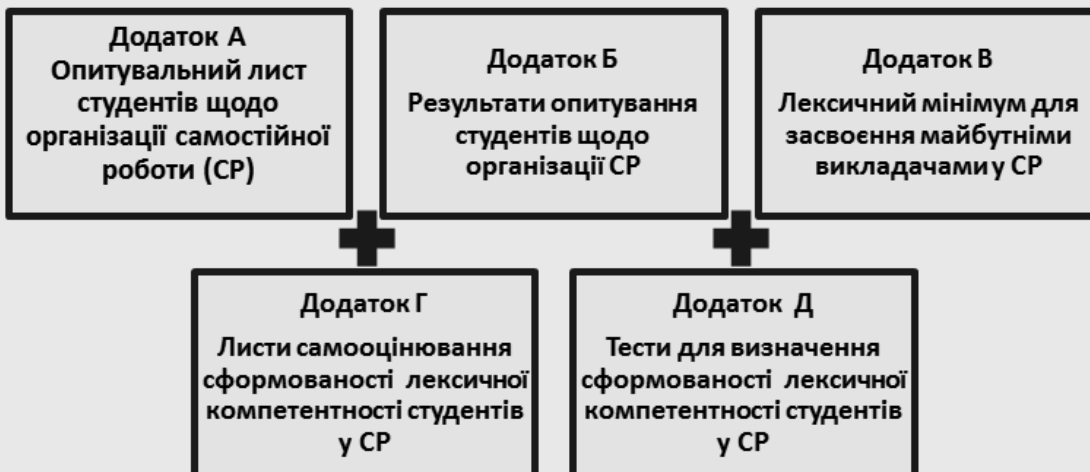 Додаток А
Опитувальний лист
студентів щодо
організації самостійної
роботи (СР)
Додаток Б
Результати опитування
студентів щодо
організації СР
Додаток В
Лексичний мінімум для
засвоєння майбутніми
викладачами у СР
Додаток Г
Листи самооцінювання
сформованості лексичної
компетентності студентів
у СР
Додаток Д
Тести для визначення
сформованості лексичної
компетентності студентів
у СР